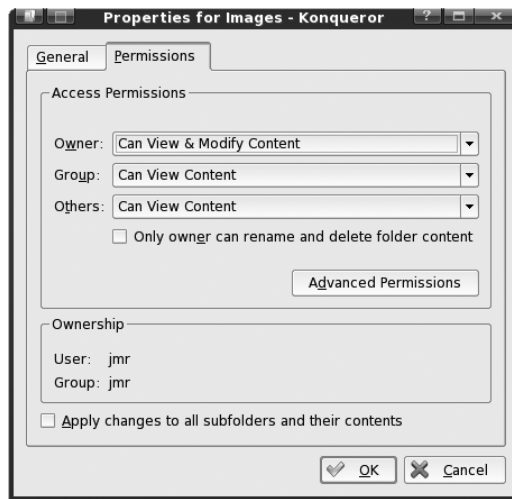 Properties for Images - Konqueror
General Permissions
Access Permissions
Owner: Can View & Modify Content
Group: Can View Content
Others: Can View Content
Only owner can rename and delete folder content
Advanced Permissions
Ownership
User: jmr
Group: jmr
Apply changes to all subfolders and their contents
OK Cancel